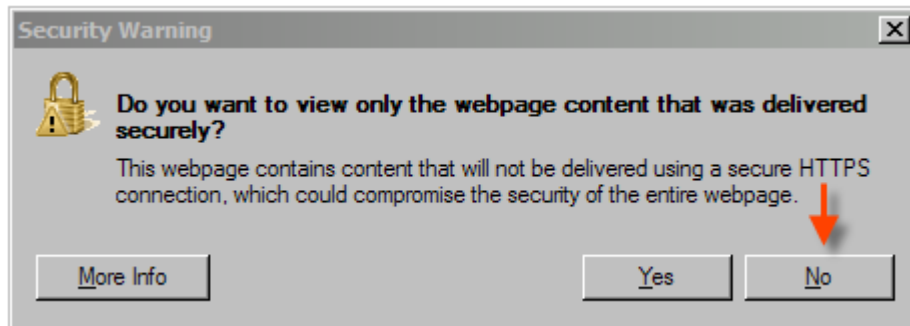 Security Warning
Do you want to view only the webpage content that was delivered
securely?
This webpage contains content that will not be delivered using a secure HTTPS
connection, which could compromise the security of the entire webpage.
More Info
Yes
No